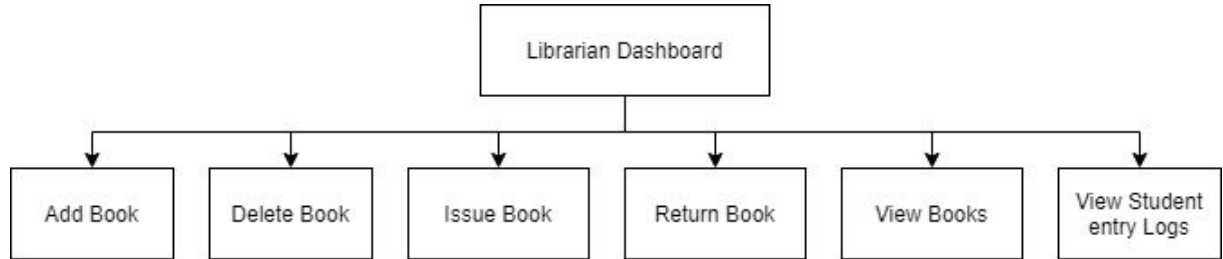 Librarian Dashboard
Add Book
Delete Book
Issue Book
Return Book
View Books
View Student
entry Logs